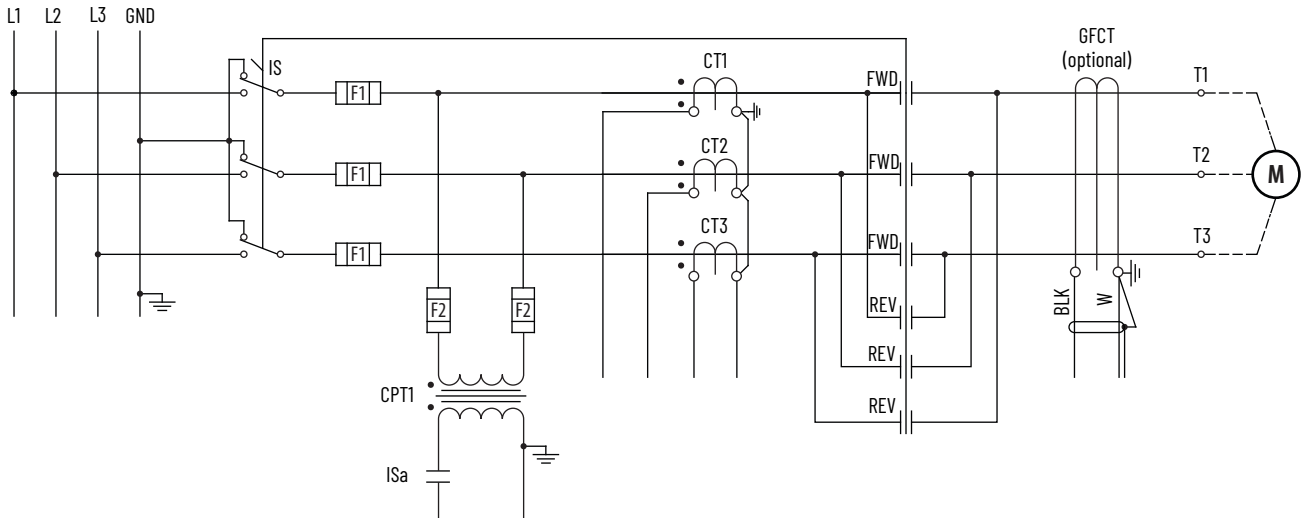 L1 L2 L3 GND
GFCT
(optional)
IS
CT1
T1
F1
FWD
CT2
T2
F1
FWD
M
CT3
T3
F1
FWD
BLK
W
F2 F2
REV
REV
CPT1
REV
ISa